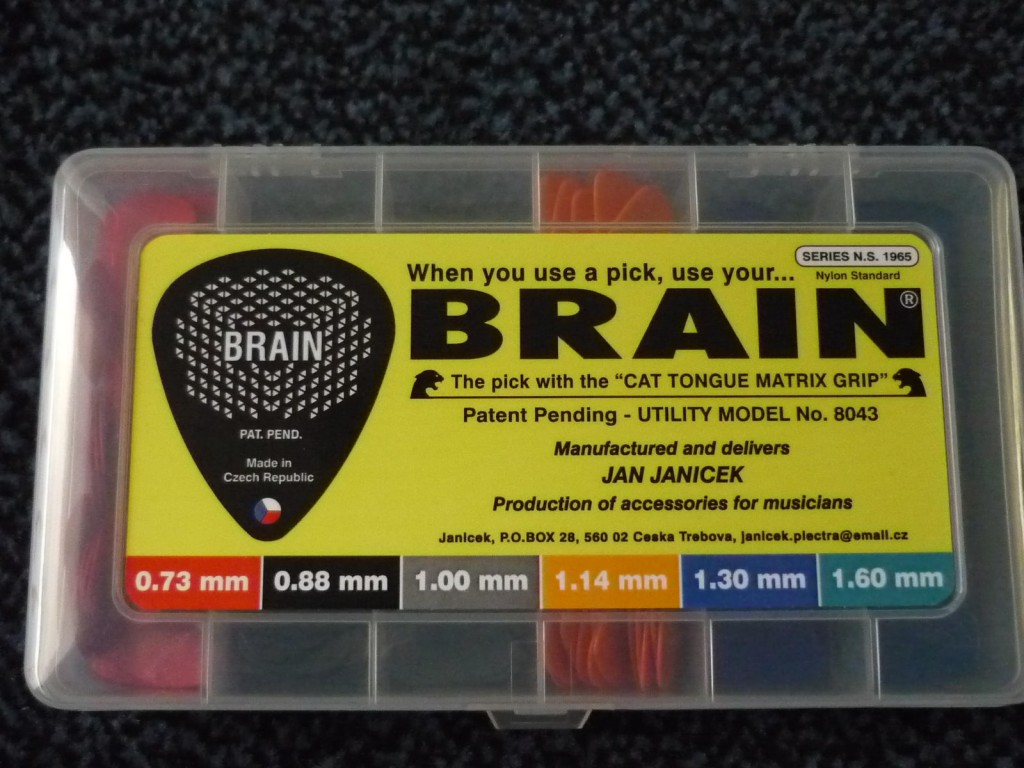 BRAIN
PAT. PEND.
Made in
Czech Republic
SERIES N.S. 1965
Nylon Standard
When you use a pick, use your...
BRAIN®
The pick with the “CAT TONGUE MATRIX GRIP”
Patent Pending - UTILITY MODEL No. 8043
Manufactured and delivers
JAN JANICEK
Production of accessories for musicians
Janicek, P.O.BOX 28, 560 02 Ceska Trebova, janicek.plectra@email.cz
0.73 mm 0.88 mm 1.00 mm 1.14 mm 1.30 mm 1.60 mm